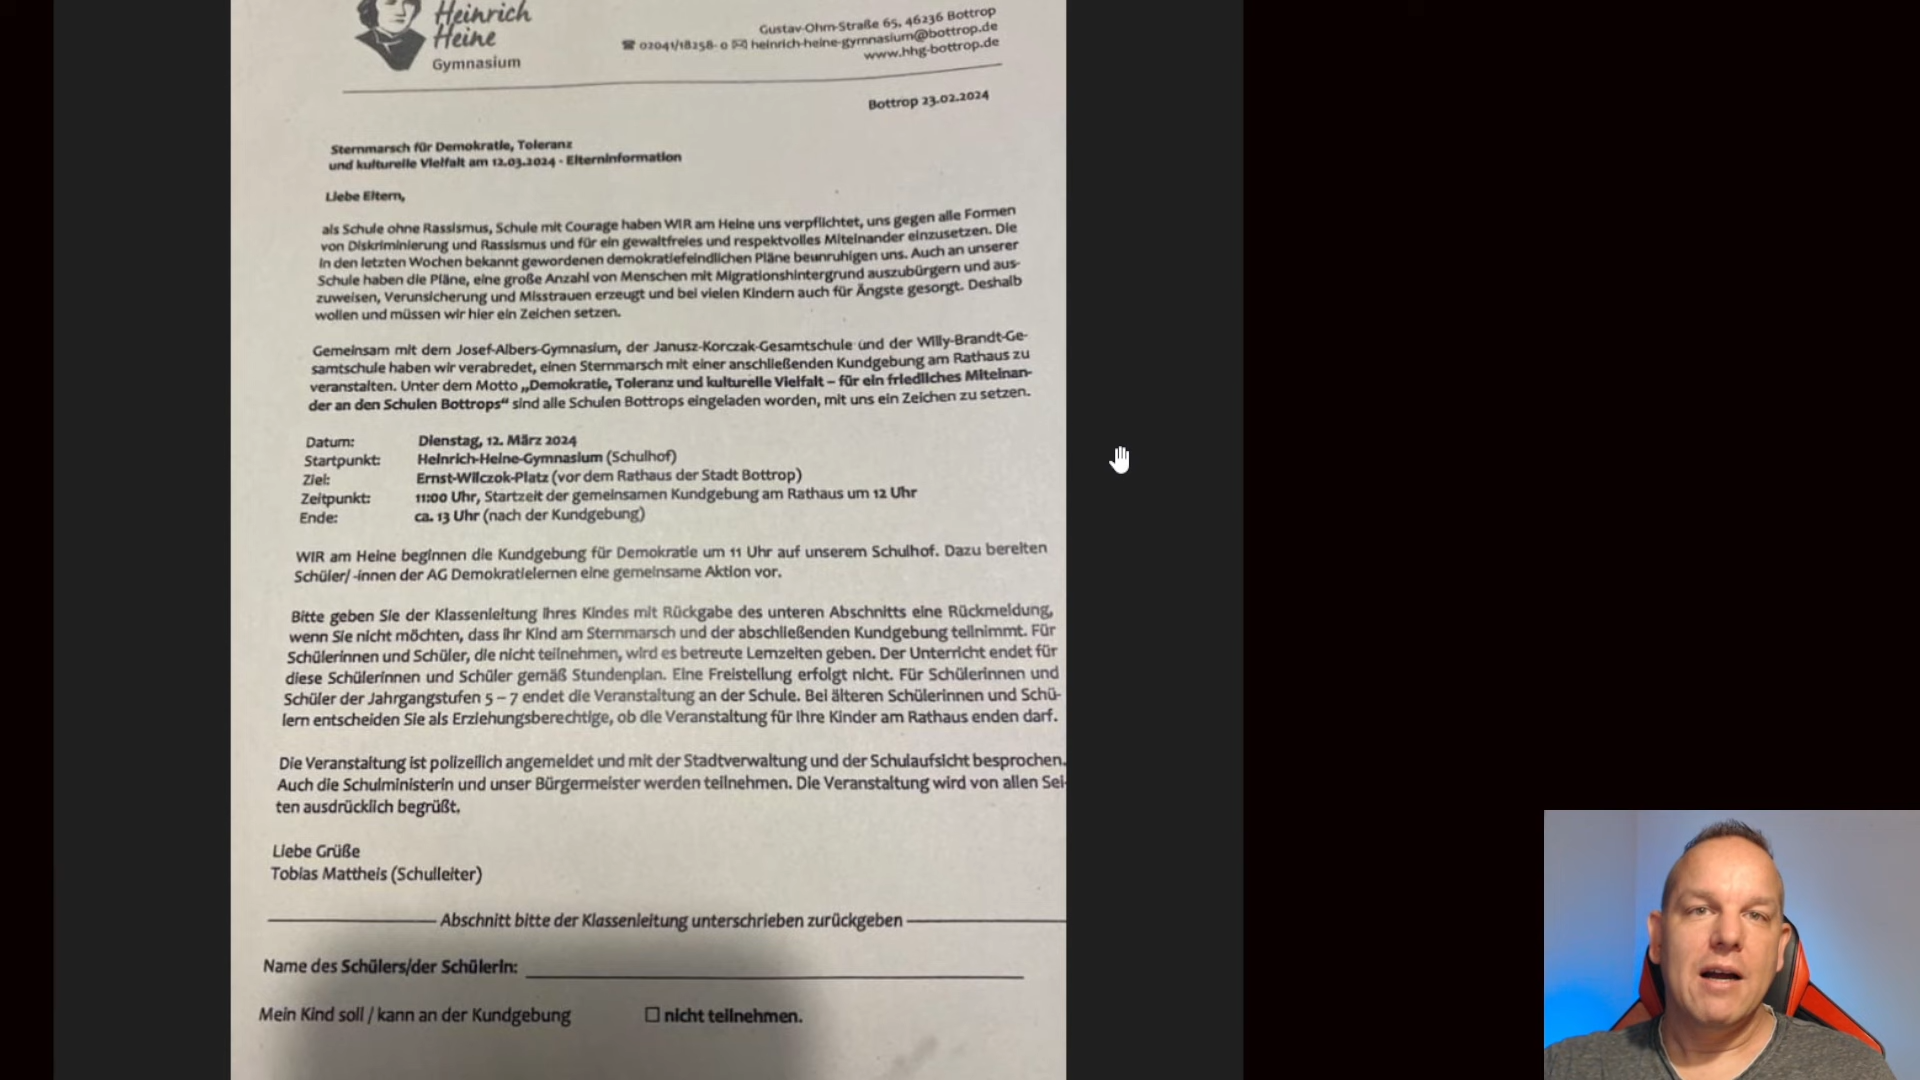 Heinrich
Heine
Gymnasium
Gustav-Ohm-Straße 65, 46236 Bottrop
02041/18258- 0 heinrich-heine-gymnasium@bottrop.de
www.hhg-bottrop.de
Bottrop 23.02.2024
Sternmarsch für Demokratie, Toleranz
und kulturelle Vielfalt am 12.03.2024 - Elterninformation
Liebe Eltern,
als Schule ohne Rassismus, Schule mit Courage haben WIR am Heine uns verpflichtet, uns gegen alle Formen
von Diskriminierung und Rassismus und für ein gewaltfreies und respektvolles Miteinander einzusetzen. Die
in den letzten Wochen bekannt gewordenen demokratiefeindlichen Pläne beunruhigen uns. Auch an unserer
Schule haben die Pläne, eine große Anzahl von Menschen mit Migrationshintergrund auszubürgern und aus-
zuweisen, Verunsicherung und Misstrauen erzeugt und bei vielen Kindern auch für Ängste gesorgt. Deshalb
wollen und müssen wir hier ein Zeichen setzen.
Gemeinsam mit dem Josef-Albers-Gymnasium, der Janusz-Korczak-Gesamtschule und der Willy-Brandt-Ge-
samtschule haben wir verabredet, einen Sternmarsch mit einer anschließenden Kundgebung am Rathaus zu
veranstalten. Unter dem Motto „Demokratie, Toleranz und kulturelle Vielfalt – für ein friedliches Miteinan-
der an den Schulen Bottrops“ sind alle Schulen Bottrops eingeladen worden, mit uns ein Zeichen zu setzen.
Datum: Dienstag, 12. März 2024
Startpunkt: Heinrich-Heine-Gymnasium (Schulhof)
Ziel: Ernst-Wilczok-Platz (vor dem Rathaus der Stadt Bottrop)
Zeitpunkt: 11:00 Uhr, Startzeit der gemeinsamen Kundgebung am Rathaus um 12 Uhr
Ende: ca. 13 Uhr (nach der Kundgebung)
WIR am Heine beginnen die Kundgebung für Demokratie um 11 Uhr auf unserem Schulhof. Dazu bereiten
Schüler/ -innen der AG Demokratielernen eine gemeinsame Aktion vor.
Bitte geben Sie der Klassenleitung Ihres Kindes mit Rückgabe des unteren Abschnitts eine Rückmeldung,
wenn Sie nicht möchten, dass Ihr Kind am Sternmarsch und der abschließenden Kundgebung teilnimmt. Für
Schülerinnen und Schüler, die nicht teilnehmen, wird es betreute Lernzeiten geben. Der Unterricht endet für
diese Schülerinnen und Schüler gemäß Stundenplan. Eine Freistellung erfolgt nicht. Für Schülerinnen und
Schüler der Jahrgangstufen 5 – 7 endet die Veranstaltung an der Schule. Bei älteren Schülerinnen und Schü-
lern entscheiden Sie als Erziehungsberechtige, ob die Veranstaltung für Ihre Kinder am Rathaus enden darf.
Die Veranstaltung ist polizeilich angemeldet und mit der Stadtverwaltung und der Schulaufsicht besprochen.
Auch die Schulministerin und unser Bürgermeister werden teilnehmen. Die Veranstaltung wird von allen Sei-
ten ausdrücklich begrüßt.
Liebe Grüße
Tobias Mattheis (Schulleiter)
Abschnitt bitte der Klassenleitung unterschrieben zurückgeben
Name des Schülers/der Schülerin:
Mein Kind soll / kann an der Kundgebung ☐ nicht teilnehmen.